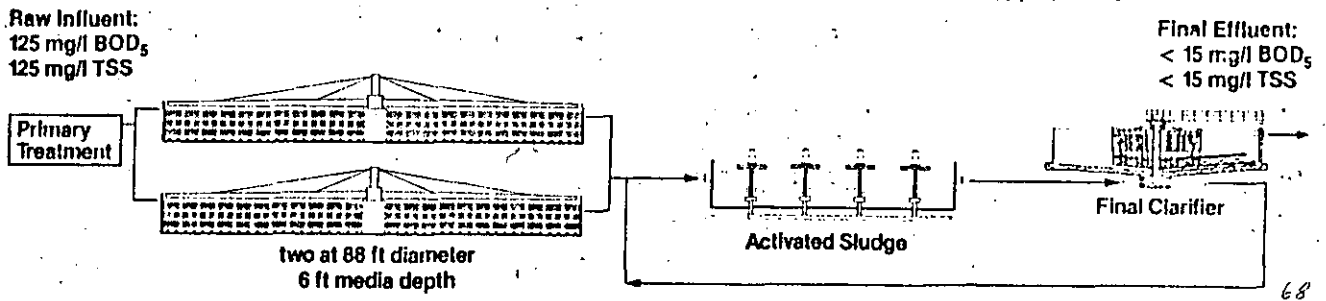 Raw Influent:
125 mg/l BOD₅
125 mg/l TSS
Final Effluent:
< 15 mg/l BOD₅
< 15 mg/l TSS
Primary
Treatment
Final Clarifier
Activated Sludge
two at 88 ft diameter
6 ft media depth
68